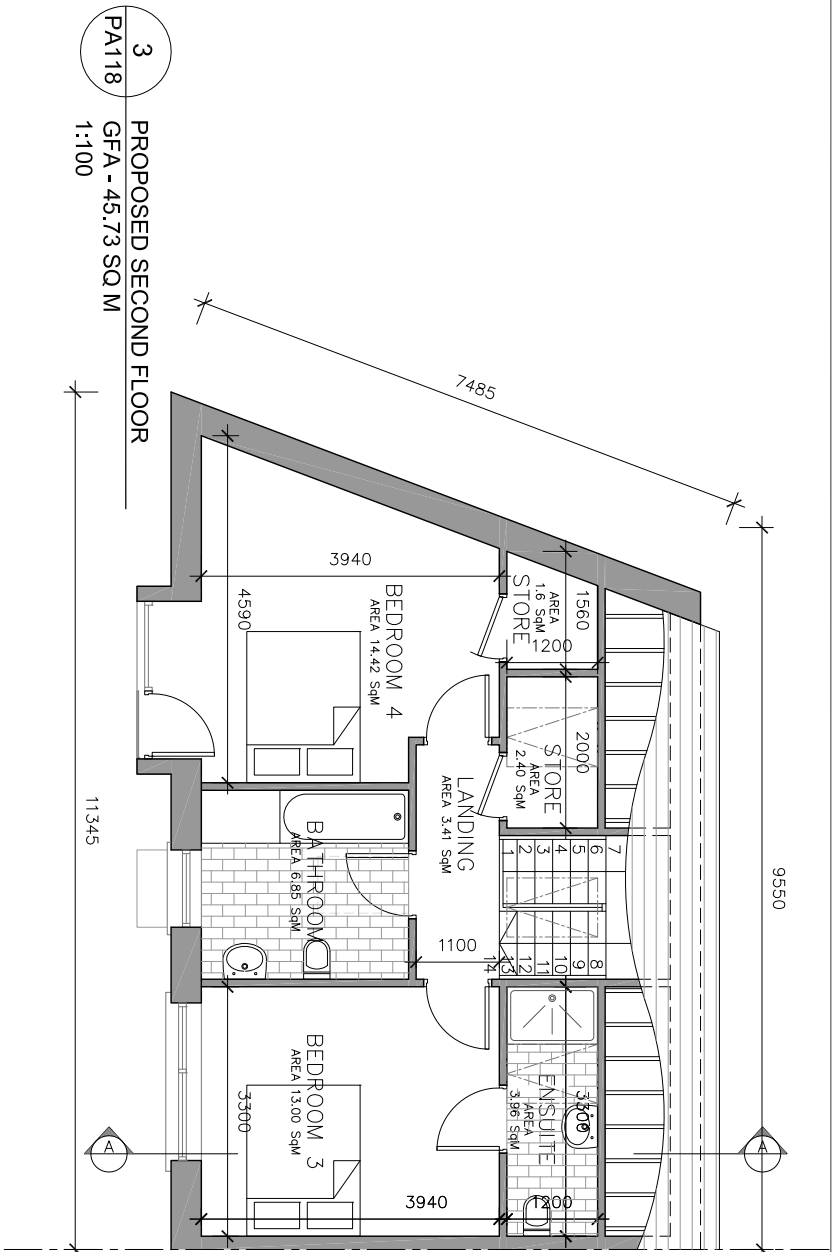 3
PA118
PROPOSED SECOND FLOOR
GFA - 45.73 SQ M
1:100
7485
11345
9550
3940
4590
BEDROOM 4
AREA 14.42 SqM
STORE
AREA
1.6 SqM
1560
1200
STORE
AREA
2.40 SqM
2000
LANDING
AREA 3.41 SqM
1100
BATHROOM
AREA 6.85 SqM
1
2
3
4
5
6
7
8
9
10
11
12
13
14
BEDROOM 3
AREA 13.00 SqM
3300
3940
ENSUITE
AREA
3.96 SqM
3300
1200
A
A